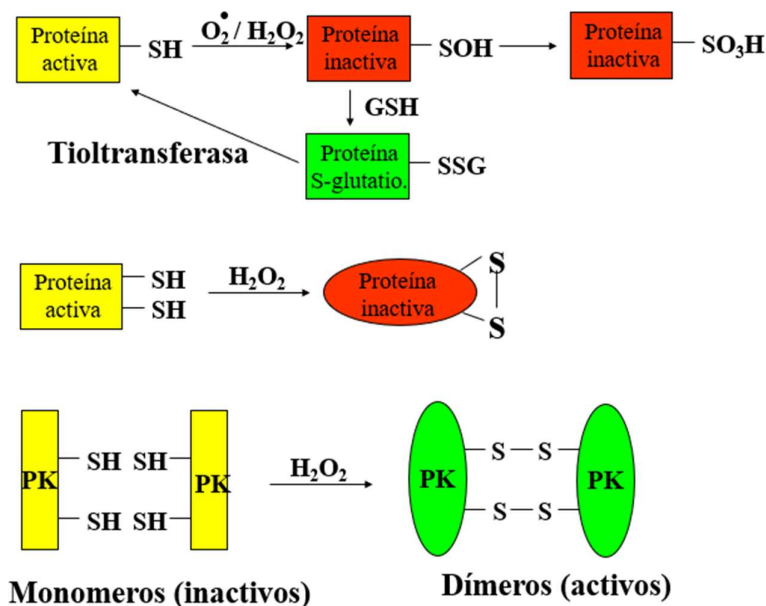 Proteína
activa
SH
O₂•/ H₂O₂
Proteína
inactiva
SOH
Proteína
inactiva
SO₃H
GSH
Tioltransferasa
Proteína
S-glutatio.
SSG
Proteína
activa
SH
SH
H₂O₂
Proteína
inactiva
S
S
PK
SH SH
SH SH
PK
H₂O₂
PK
S S
S S
PK
Monomeros (inactivos)
Dímeros (activos)